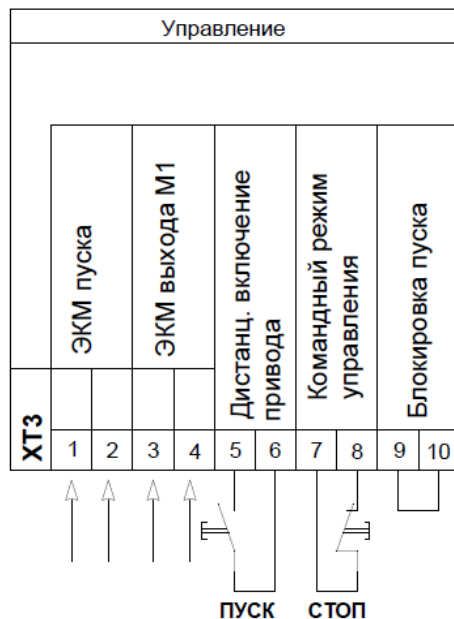 Управление
ЭКМ пуска
ЭКМ выхода М1
Дистанц. включение
привода
Командный режим
управления
Блокировка пуска
XT3
1 2 3 4 5 6 7 8 9 10
ПУСК СТОП